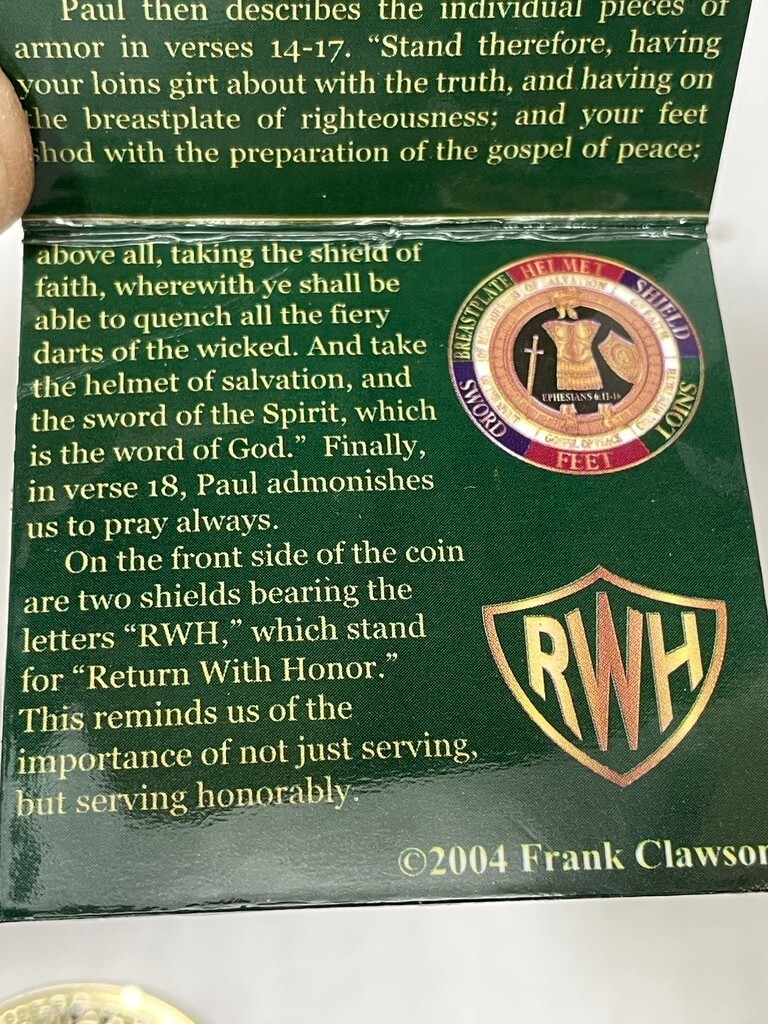 Paul then describes the individual pieces of
armor in verses 14-17. “Stand therefore, having
your loins girt about with the truth, and having on
the breastplate of righteousness; and your feet
shod with the preparation of the gospel of peace;
above all, taking the shield of
faith, wherewith ye shall be
able to quench all the fiery
darts of the wicked. And take
the helmet of salvation, and
the sword of the Spirit, which
is the word of God.” Finally,
in verse 18, Paul admonishes
us to pray always.
On the front side of the coin
are two shields bearing the
letters “RWH,” which stand
for “Return With Honor.”
This reminds us of the
importance of not just serving,
but serving honorably.
BREASTPLATE
HELMET
SHIELD
LOINS
FEET
SWORD
OF SALVATION
GOSPEL OF PEACE
EPHESIANS 6:11-18
RWH
©2004 Frank Clawson